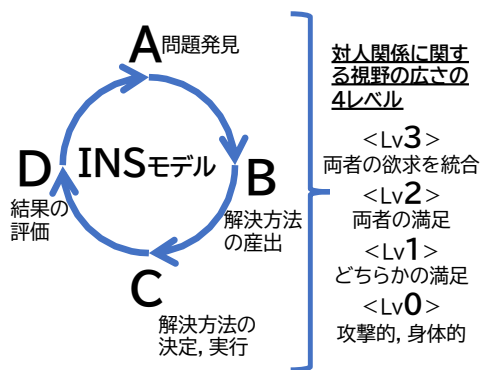 A 問題発見
INSモデル
B
解決方法
の産出
C
解決方法の
決定, 実行
D
結果の
評価
対人関係に関す
る視野の広さの
4レベル
<Lv3>
両者の欲求を統合
<Lv2>
両者の満足
<Lv1>
どちらかの満足
<Lv0>
攻撃的, 身体的